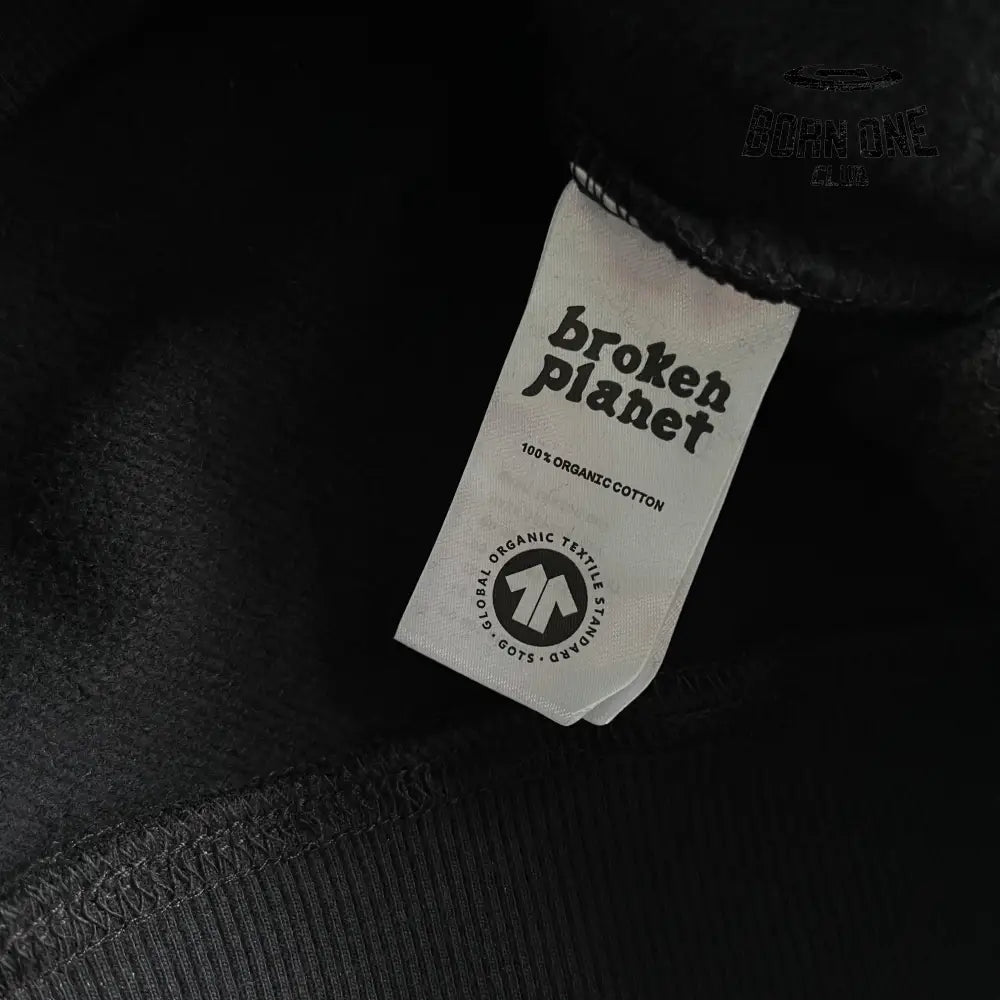 BORN ONE
CLUB
broken
planet
100% ORGANIC COTTON
GLOBAL ORGANIC TEXTILE STANDARD · GOTS ·